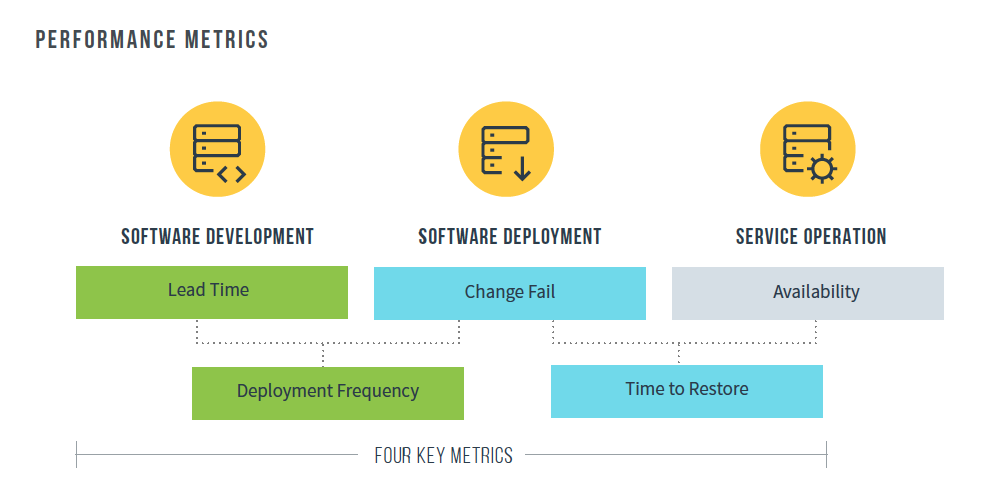 PERFORMANCE METRICS
SOFTWARE DEVELOPMENT
SOFTWARE DEPLOYMENT
SERVICE OPERATION
Lead Time
Change Fail
Availability
Deployment Frequency
Time to Restore
FOUR KEY METRICS